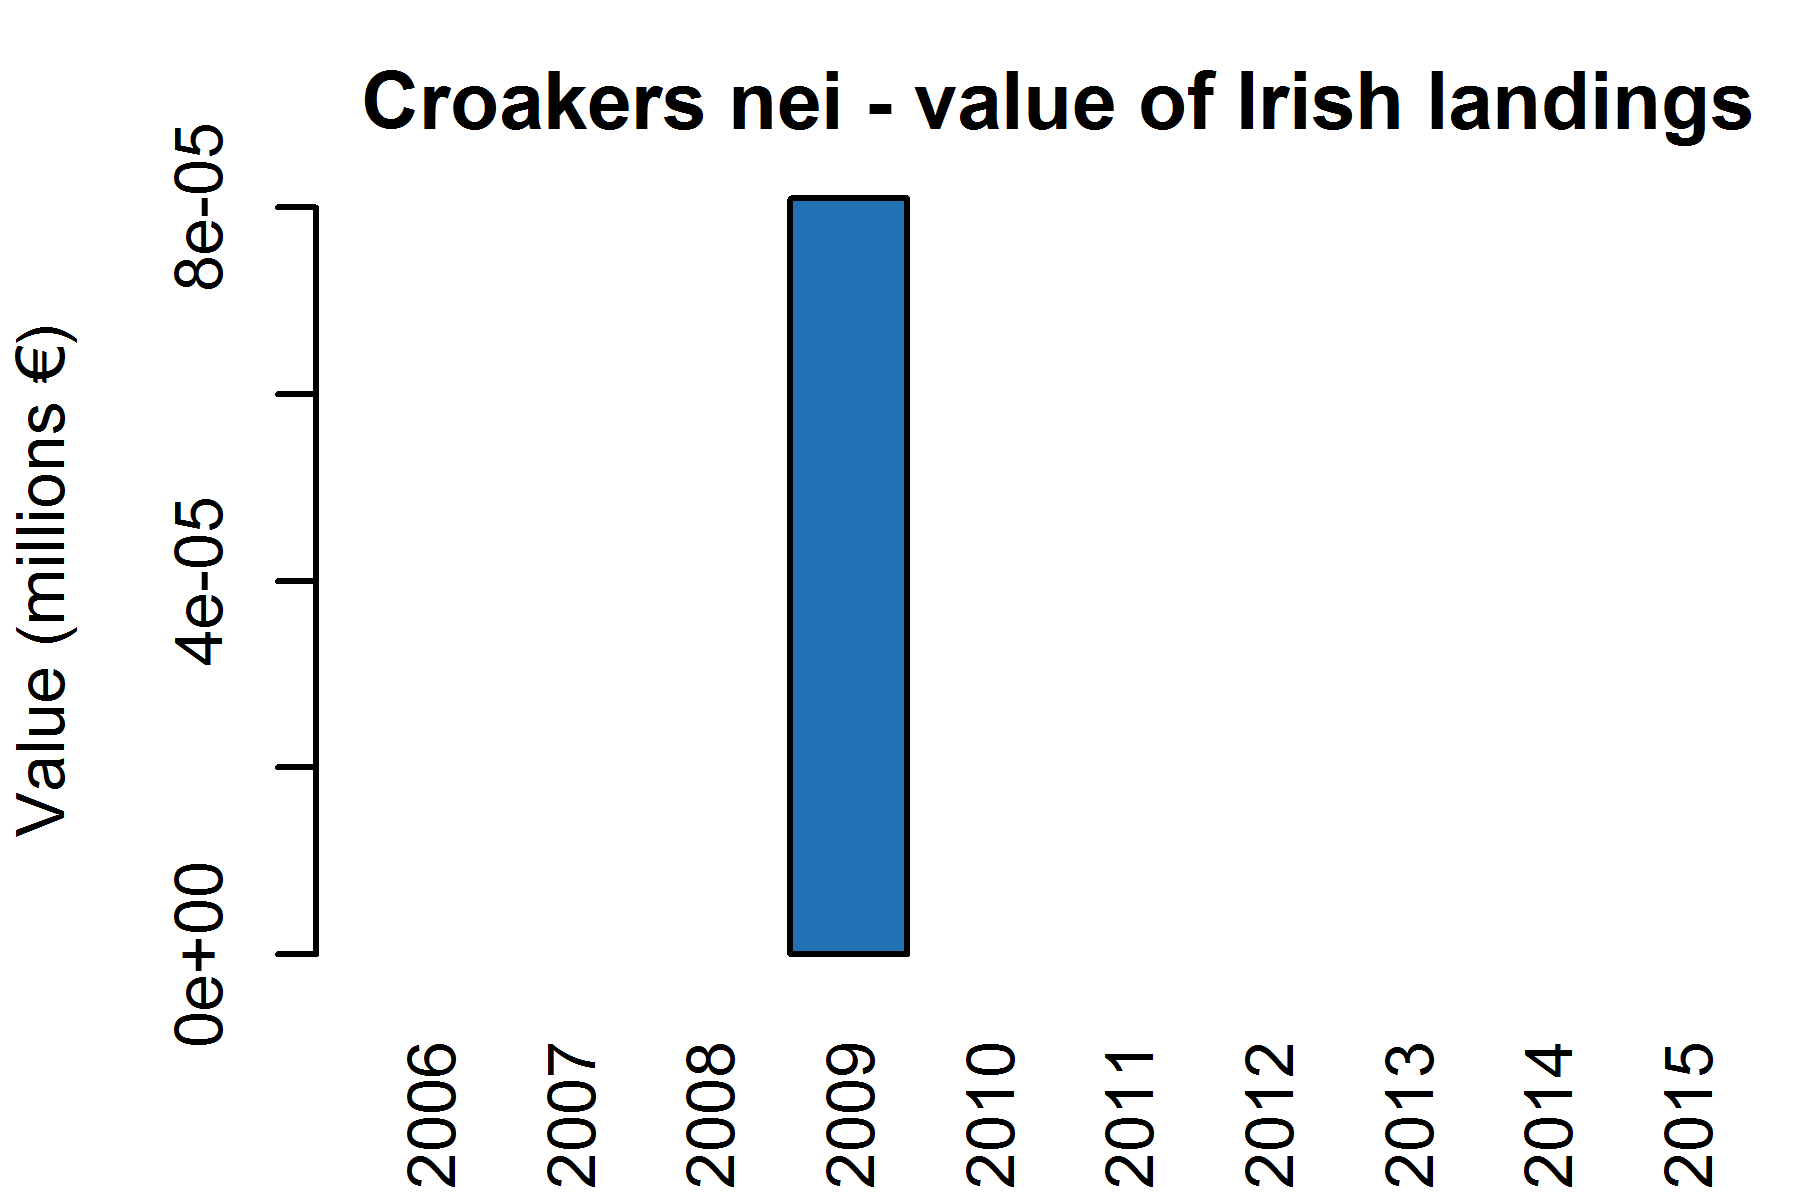 Croakers nei - value of Irish landings
Value (millions €)
8e-05
4e-05
0e+00
2006
2007
2008
2009
2010
2011
2012
2013
2014
2015